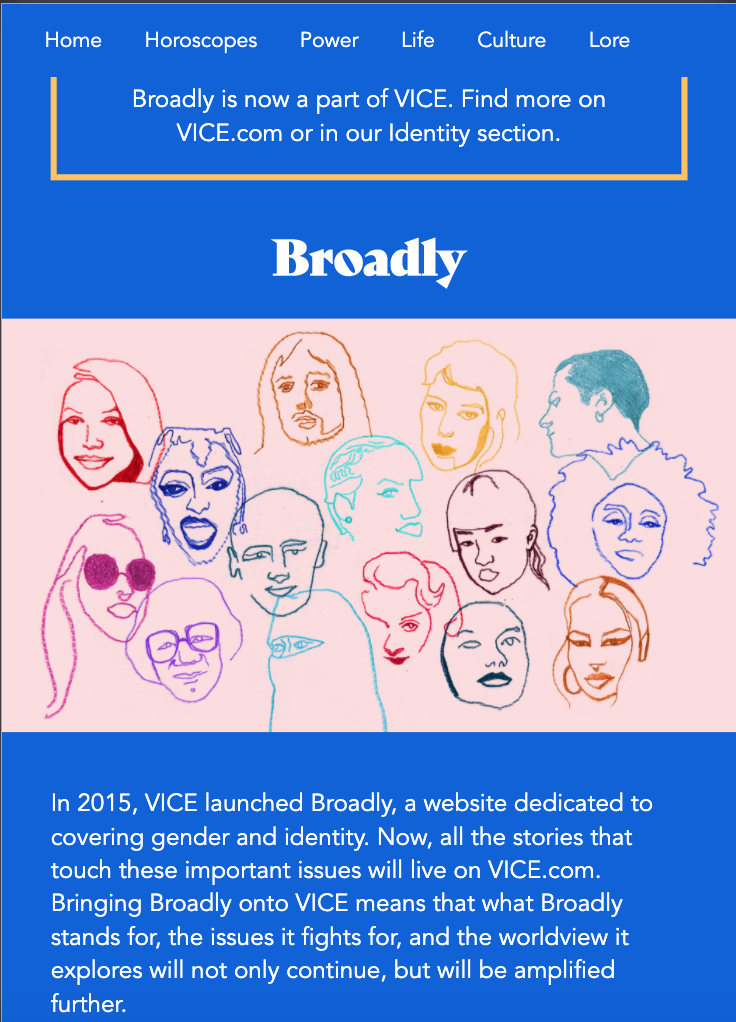 Home Horoscopes Power Life Culture Lore
Broadly is now a part of VICE. Find more on
VICE.com or in our Identity section.
Broadly
In 2015, VICE launched Broadly, a website dedicated to
covering gender and identity. Now, all the stories that
touch these important issues will live on VICE.com.
Bringing Broadly onto VICE means that what Broadly
stands for, the issues it fights for, and the worldview it
explores will not only continue, but will be amplified
further.